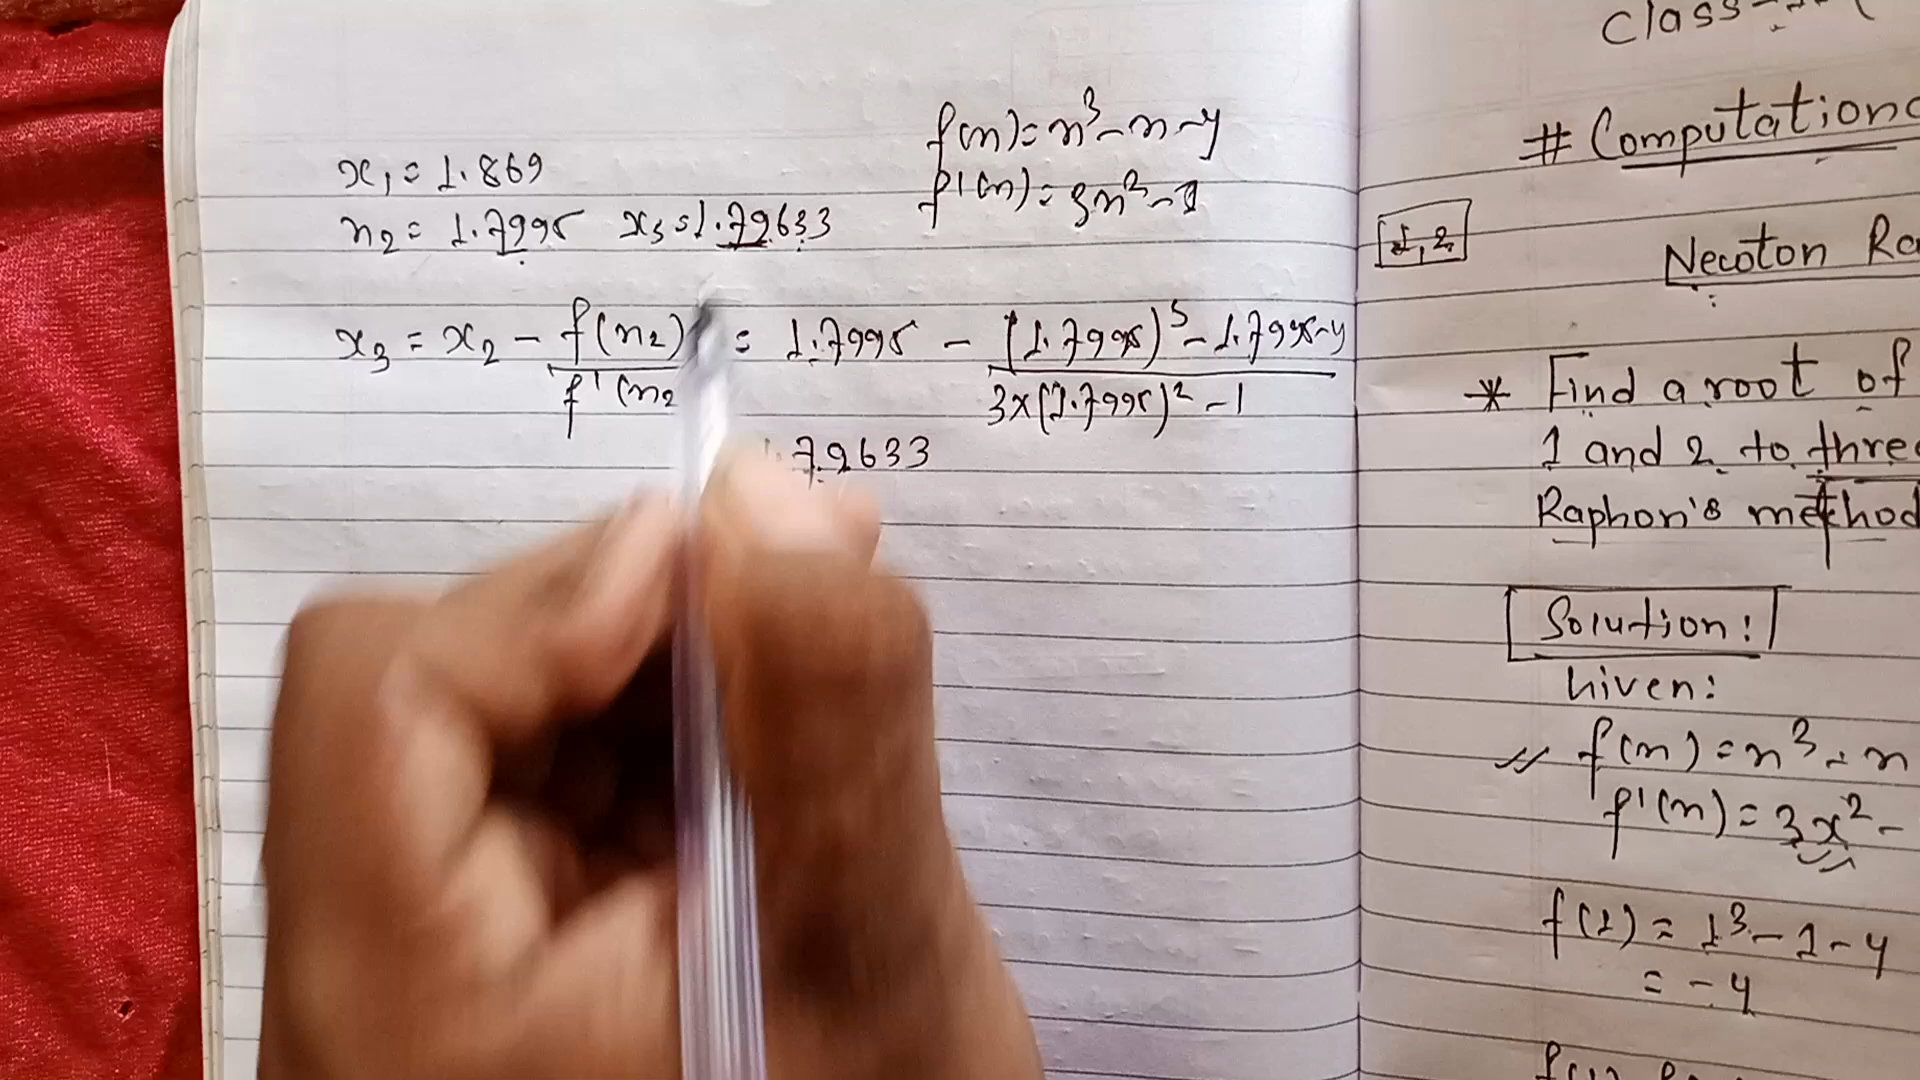 x₁ = 1.869
x₂ = 1.7995 x₃ = 1.79633
f(x) = x³ - x - 4
f'(x) = 3x² - 1
x₃ = x₂ - f(x₂) / f'(x₂ = 1.7995 - (1.7995)³ - 1.7995 - 4 / 3×(1.7995)² - 1
.79633
Class
# Computation
1,2
Newton Ra
* Find a root of
1 and 2 to three
Raphon's method
Solution:
Given:
f(x) = x³ - x
f'(x) = 3x² -
f(1) = 1³ - 1 - 4
= -4